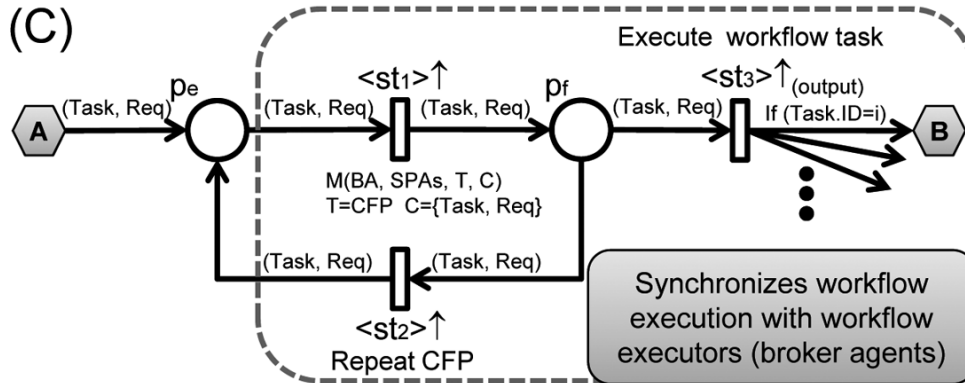 (C)
Execute workflow task
<st1>↑
<st3>↑(output)
pe
pf
(Task, Req)
(Task, Req)
(Task, Req)
(Task, Req)
If (Task.ID=i)
A
B
M(BA, SPAs, T, C)
T=CFP C={Task, Req}
(Task, Req)
(Task, Req)
<st2>↑
Repeat CFP
Synchronizes workflow
execution with workflow
executors (broker agents)